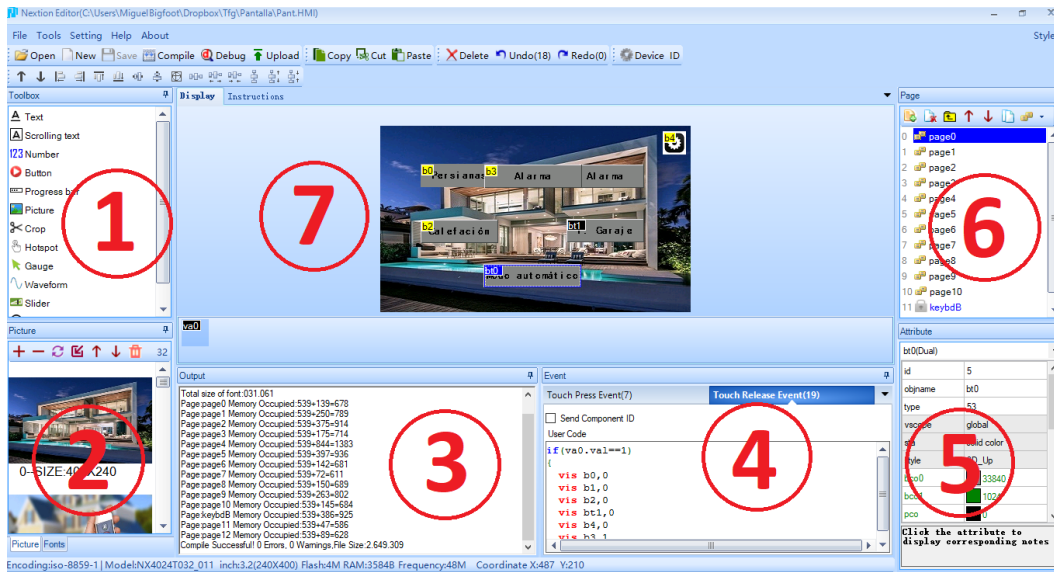 Nextion Editor(C:\Users\MiguelBigfoot\Dropbox\Tfg\Pantalla\Pant.HMI)
File Tools Setting Help About
Style
Open New Save Compile Debug Upload Copy Cut Paste Delete Undo(18) Redo(0) Device ID
Toolbox
A Text
A Scrolling text
123 Number
Button
Progress bar
Picture
Crop
Hotspot
Gauge
Waveform
Slider
1
Picture
32
0--SIZE:400X240
2
Picture Fonts
Display Instructions
7
b4
b0 Persianas b3 Alarma Alarma
b2 Calefación bt1 P. Garaje
bt0 Modo automático
va0
Output
Total size of font:031.061
Page:page0 Memory Occupied:539+139=678
Page:page1 Memory Occupied:539+250=789
Page:page2 Memory Occupied:539+375=914
Page:page3 Memory Occupied:539+175=714
Page:page4 Memory Occupied:539+844=1383
Page:page5 Memory Occupied:539+397=936
Page:page6 Memory Occupied:539+142=681
Page:page7 Memory Occupied:539+72=611
Page:page8 Memory Occupied:539+150=689
Page:page9 Memory Occupied:539+263=802
Page:page10 Memory Occupied:539+145=684
Page:keybdB Memory Occupied:539+386=925
Page:page11 Memory Occupied:539+47=586
Page:page12 Memory Occupied:539+89=628
Compile Successful! 0 Errors, 0 Warnings,File Size:2.649.309
3
Event
Touch Press Event(7) Touch Release Event(19)
Send Component ID
User Code
if(va0.val==1)
{
vis b0,0
vis b1,0
vis b2,0
vis bt1,0
vis b4,0
vis b3,1
4
Page
0 page0
1 page1
2 page2
3 page3
4 page4
5 page5
6 page6
7 page7
8 page8
9 page9
10 page10
11 keybdB
6
Attribute
bt0(Dual)
id 5
objname bt0
type 53
vscope global
sta solid color
style 3D_Up
bco0 33840
bco1 1024
pco 0
5
Click the attribute to
display corresponding notes
Encoding:iso-8859-1 Model:NX4024T032_011 inch:3.2(240X400) Flash:4M RAM:3584B Frequency:48M Coordinate X:487 Y:210